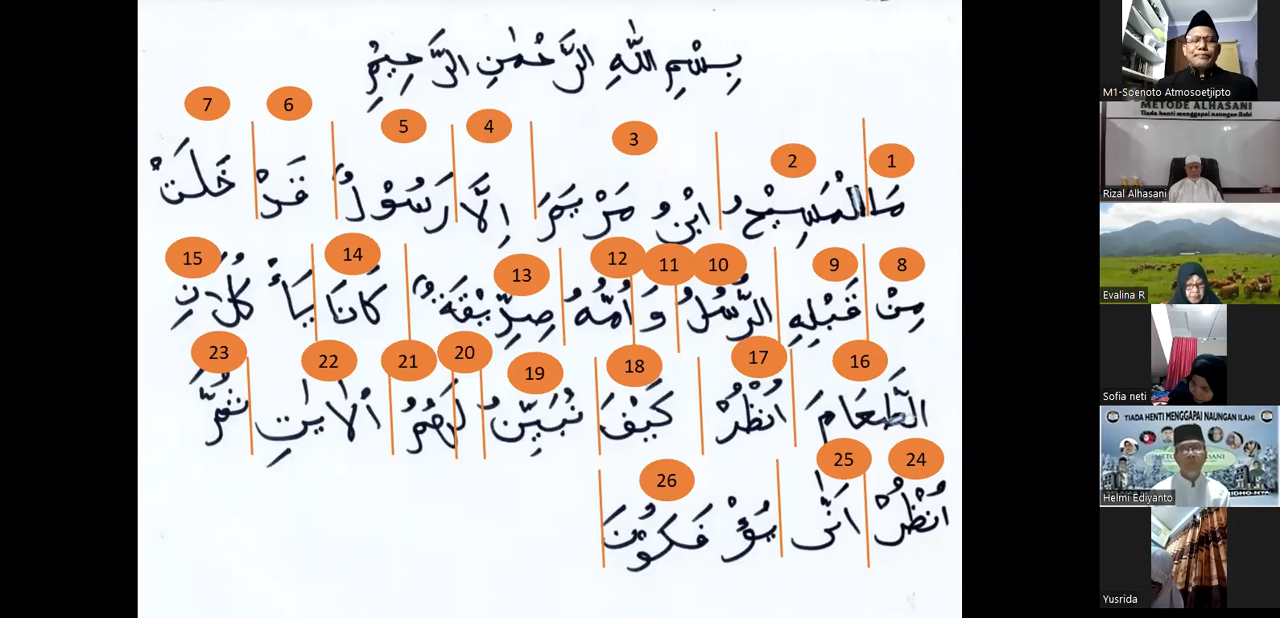 بِسْمِ اللّٰهِ الرَّحْمٰنِ الرَّحِيْمِ
1 2 3 4 5 6 7
مَا الْمَسِيْحُ ابْنُ مَرْيَمَ اِلَّا رَسُوْلٌ قَدْ خَلَتْ
8 9 10 11 12 13 14 15
مِنْ قَبْلِهِ الرُّسُلُ وَاُمُّهُ صِدِّيْقَةٌ كَانَا يَأْ كُلَانِ
16 17 18 19 20 21 22 23
الطَّعَامَ اُنْظُرْ كَيْفَ نُبَيِّنُ لَهُمُ الْاٰيٰتِ ثُمَّ
24 25 26
انْظُرْ اَنّٰى يُؤْفَكُوْنَ
M1-Soenoto Atmosoetjipto
METODE ALHASANI
Tiada henti menggapai naungan Ilahi
Rizal Alhasani
Evalina R
Sofia neti
TIADA HENTI MENGGAPAI NAUNGAN ILAHI
Helmi Ediyanto
Yusrida